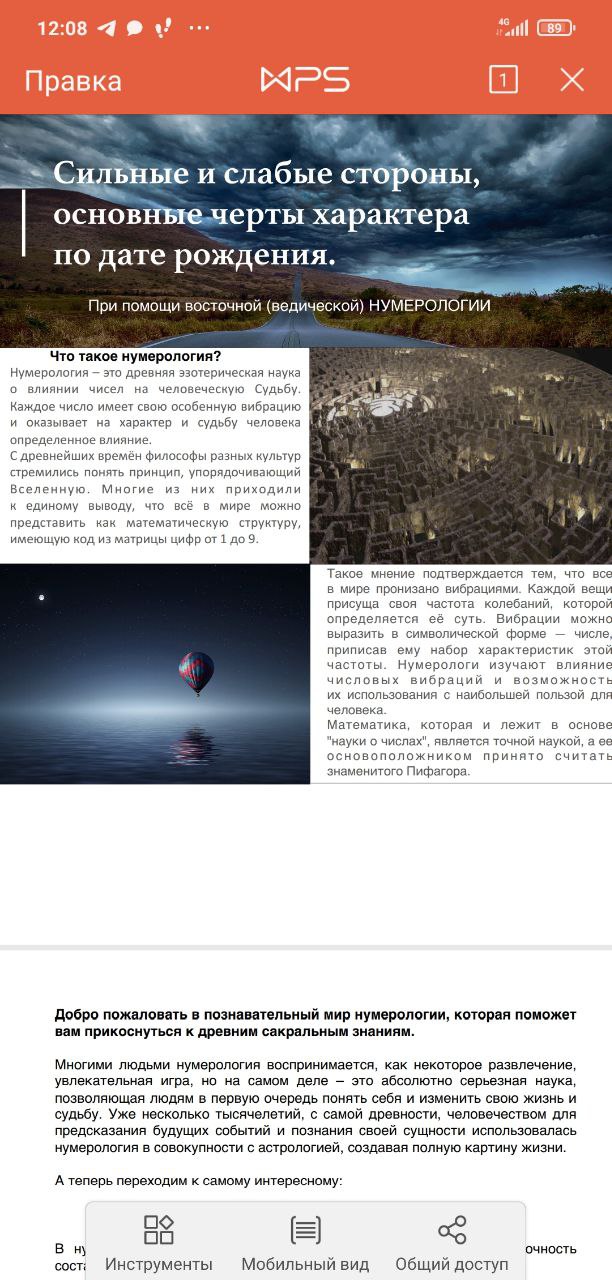 12:08
4G
89
Правка
WPS
1
Сильные и слабые стороны,
основные черты характера
по дате рождения.
При помощи восточной (ведической) НУМЕРОЛОГИИ
Что такое нумерология?
Нумерология – это древняя эзотерическая наука
о влиянии чисел на человеческую Судьбу.
Каждое число имеет свою особенную вибрацию
и оказывает на характер и судьбу человека
определенное влияние.
С древнейших времён философы разных культур
стремились понять принцип, упорядочивающий
Вселенную. Многие из них приходили
к единому выводу, что всё в мире можно
представить как математическую структуру,
имеющую код из матрицы цифр от 1 до 9.
Такое мнение подтверждается тем, что все
в мире пронизано вибрациями. Каждой вещи
присуща своя частота колебаний, которой
определяется её суть. Вибрации можно
выразить в символической форме — числе,
приписав ему набор характеристик этой
частоты. Нумерологи изучают влияние
числовых вибраций и возможность
их использования с наибольшей пользой для
человека.
Математика, которая и лежит в основе
"науки о числах", является точной наукой, а ее
основоположником принято считать
знаменитого Пифагора.
Добро пожаловать в познавательный мир нумерологии, которая поможет
вам прикоснуться к древним сакральным знаниям.
Многими людьми нумерология воспринимается, как некоторое развлечение,
увлекательная игра, но на самом деле – это абсолютно серьезная наука,
позволяющая людям в первую очередь понять себя и изменить свою жизнь и
судьбу. Уже несколько тысячелетий, с самой древности, человечеством для
предсказания будущих событий и познания своей сущности использовалась
нумерология в совокупности с астрологией, создавая полную картину жизни.
А теперь переходим к самому интересному:
В ну
Инструменты
Мобильный вид
Общий доступ